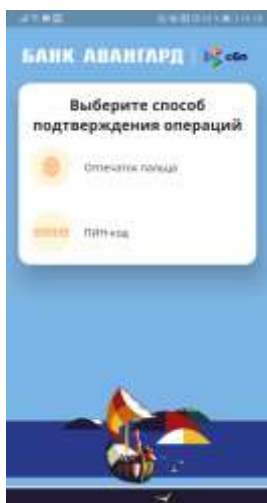 БАНК АВАНГАРД сбп
Выберите способ
подтверждения операций
Отпечаток пальца
ПИН-код